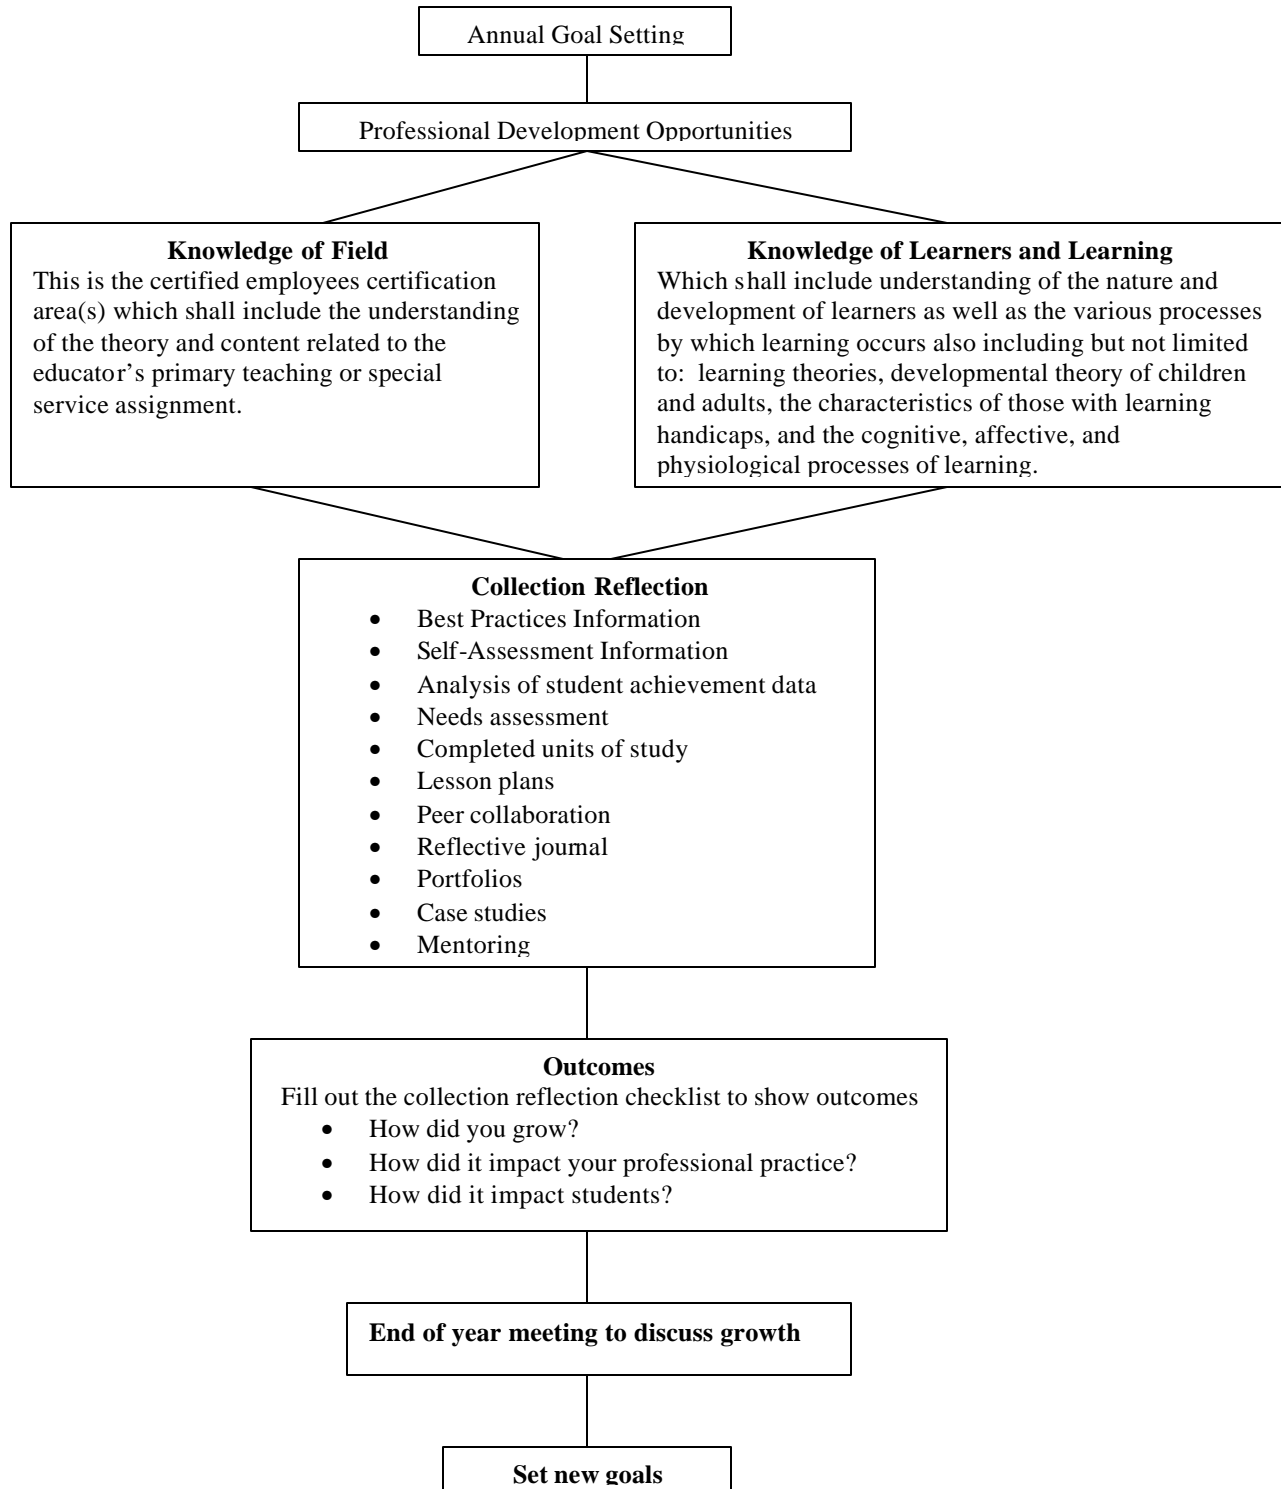 Annual Goal Setting
Professional Development Opportunities
Knowledge of Field
This is the certified employees certification
area(s) which shall include the understanding
of the theory and content related to the
educator's primary teaching or special
service assignment.
Knowledge of Learners and Learning
Which shall include understanding of the nature and
development of learners as well as the various processes
by which learning occurs also including but not limited
to: learning theories, developmental theory of children
and adults, the characteristics of those with learning
handicaps, and the cognitive, affective, and
physiological processes of learning.
Collection Reflection
• Best Practices Information
• Self-Assessment Information
• Analysis of student achievement data
• Needs assessment
• Completed units of study
• Lesson plans
• Peer collaboration
• Reflective journal
• Portfolios
• Case studies
• Mentoring
Outcomes
Fill out the collection reflection checklist to show outcomes
• How did you grow?
• How did it impact your professional practice?
• How did it impact students?
End of year meeting to discuss growth
Set new goals